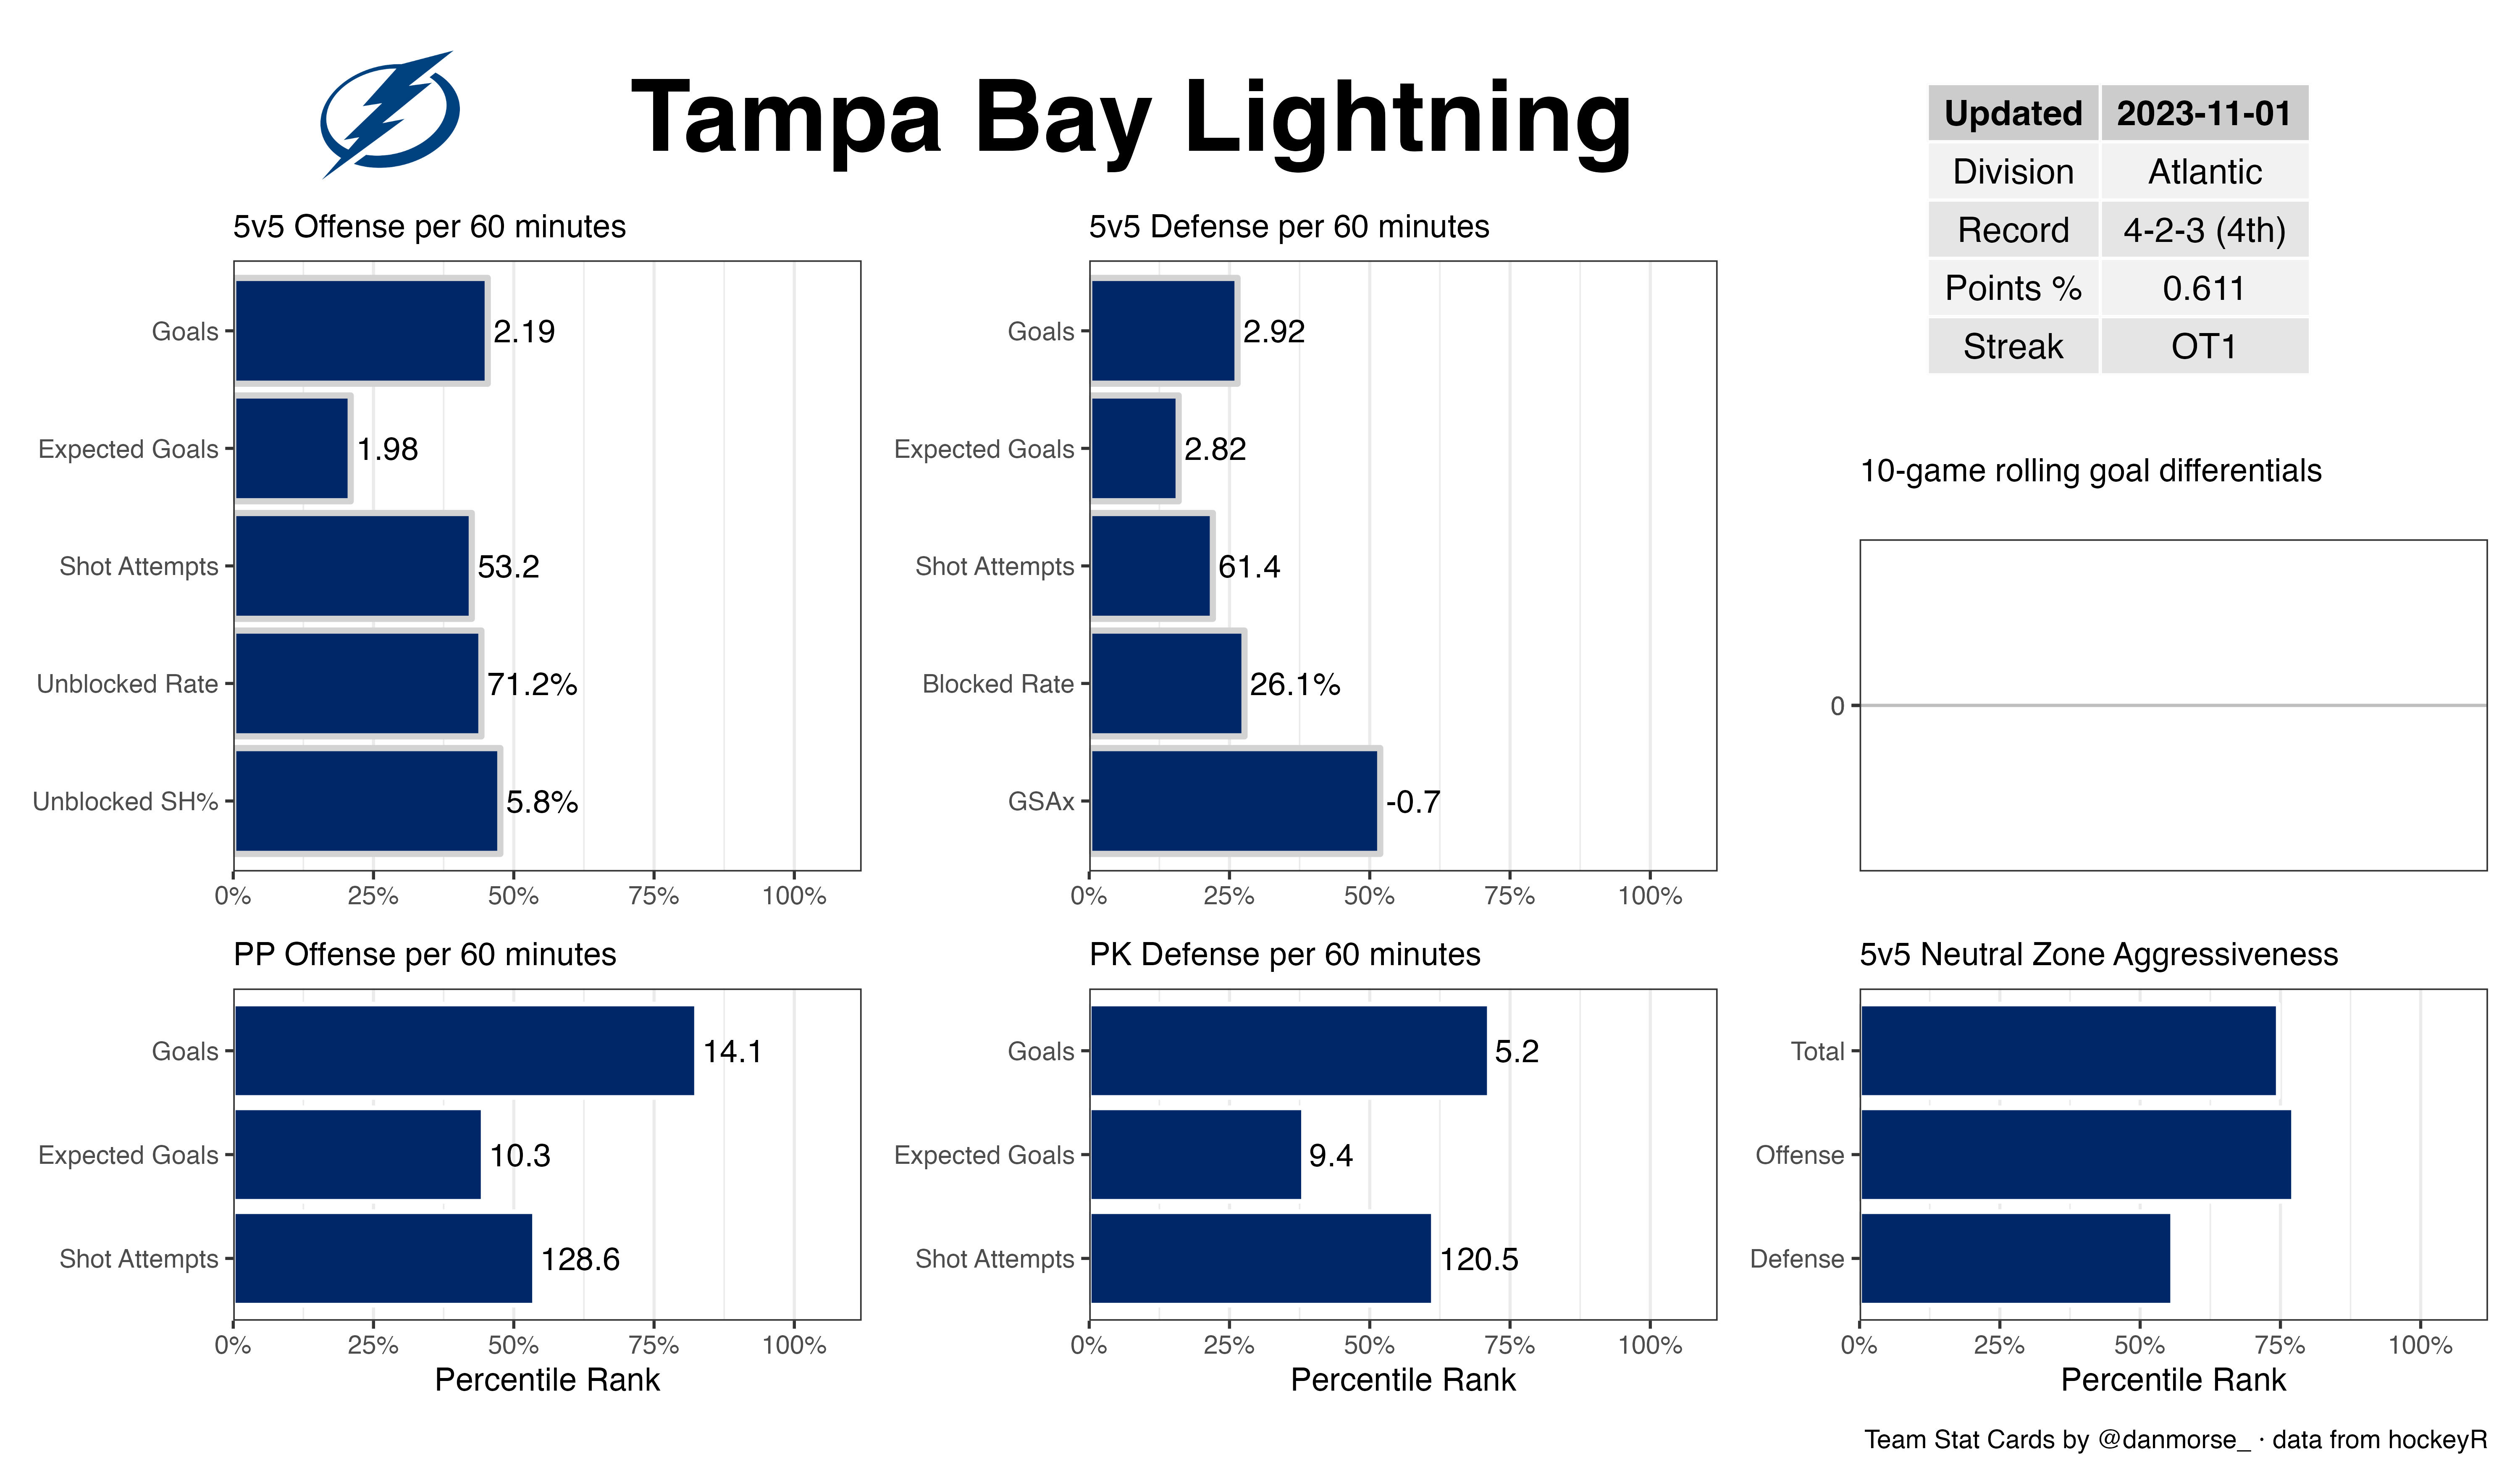 Tampa Bay Lightning
Updated 2023-11-01
Division Atlantic
Record 4-2-3 (4th)
Points % 0.611
Streak OT1
5v5 Offense per 60 minutes
Goals 2.19
Expected Goals 1.98
Shot Attempts 53.2
Unblocked Rate 71.2%
Unblocked SH% 5.8%
0% 25% 50% 75% 100%
5v5 Defense per 60 minutes
Goals 2.92
Expected Goals 2.82
Shot Attempts 61.4
Blocked Rate 26.1%
GSAx -0.7
0% 25% 50% 75% 100%
10-game rolling goal differentials
0
PP Offense per 60 minutes
Goals 14.1
Expected Goals 10.3
Shot Attempts 128.6
0% 25% 50% 75% 100%
Percentile Rank
PK Defense per 60 minutes
Goals 5.2
Expected Goals 9.4
Shot Attempts 120.5
0% 25% 50% 75% 100%
Percentile Rank
5v5 Neutral Zone Aggressiveness
Total
Offense
Defense
0% 25% 50% 75% 100%
Percentile Rank
Team Stat Cards by @danmorse_ · data from hockeyR